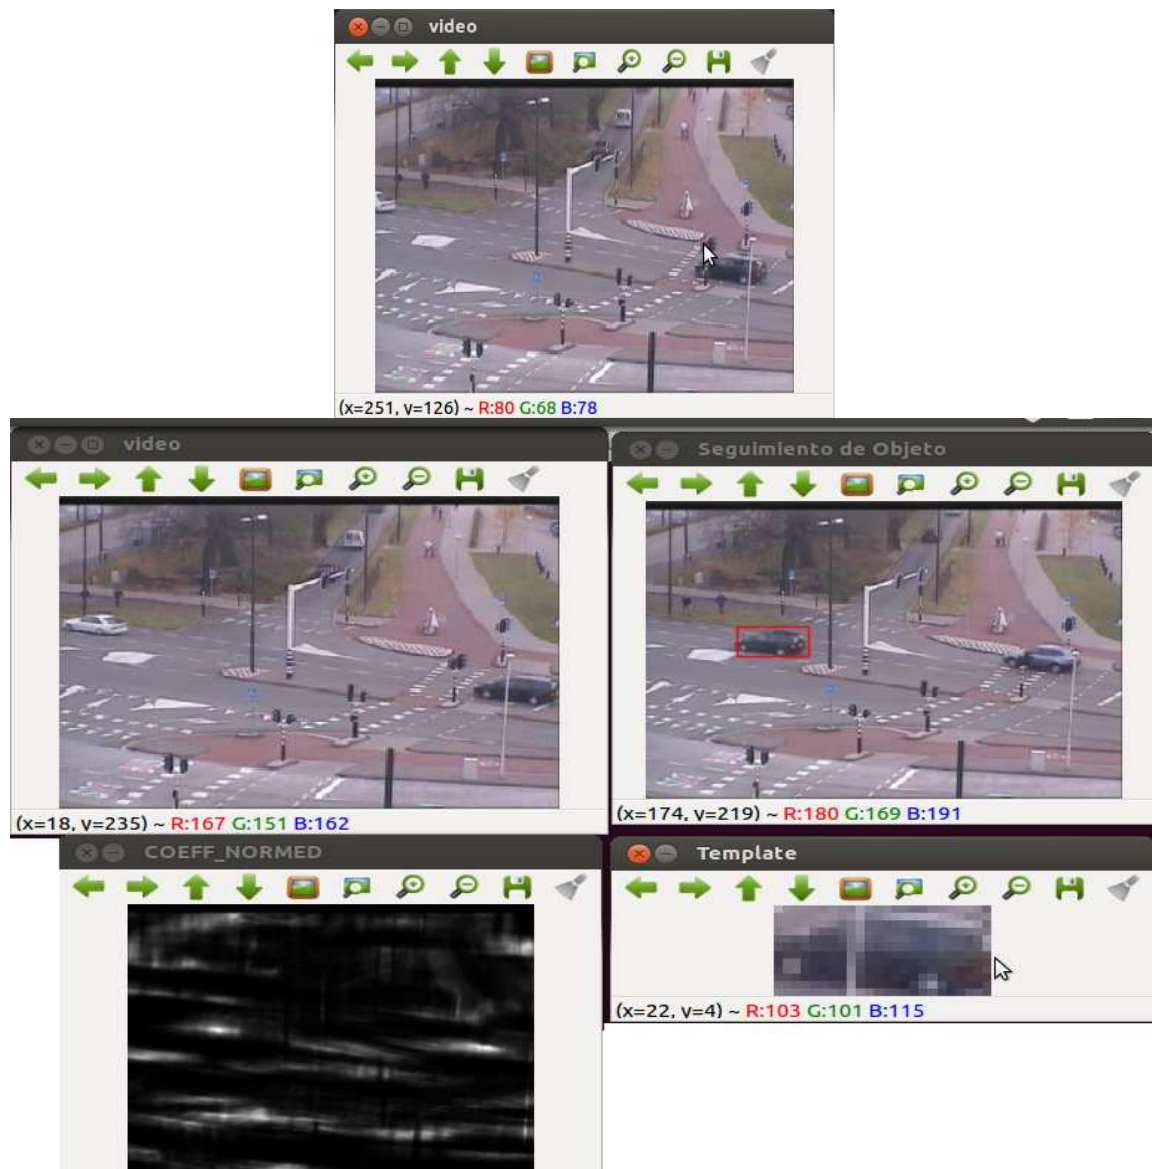 video
(x=251, y=126) ~ R:80 G:68 B:78
video
Seguimiento de Objeto
(x=18, y=235) ~ R:167 G:151 B:162
(x=174, y=219) ~ R:180 G:169 B:191
COEFF_NORMED
Template
(x=22, y=4) ~ R:103 G:101 B:115